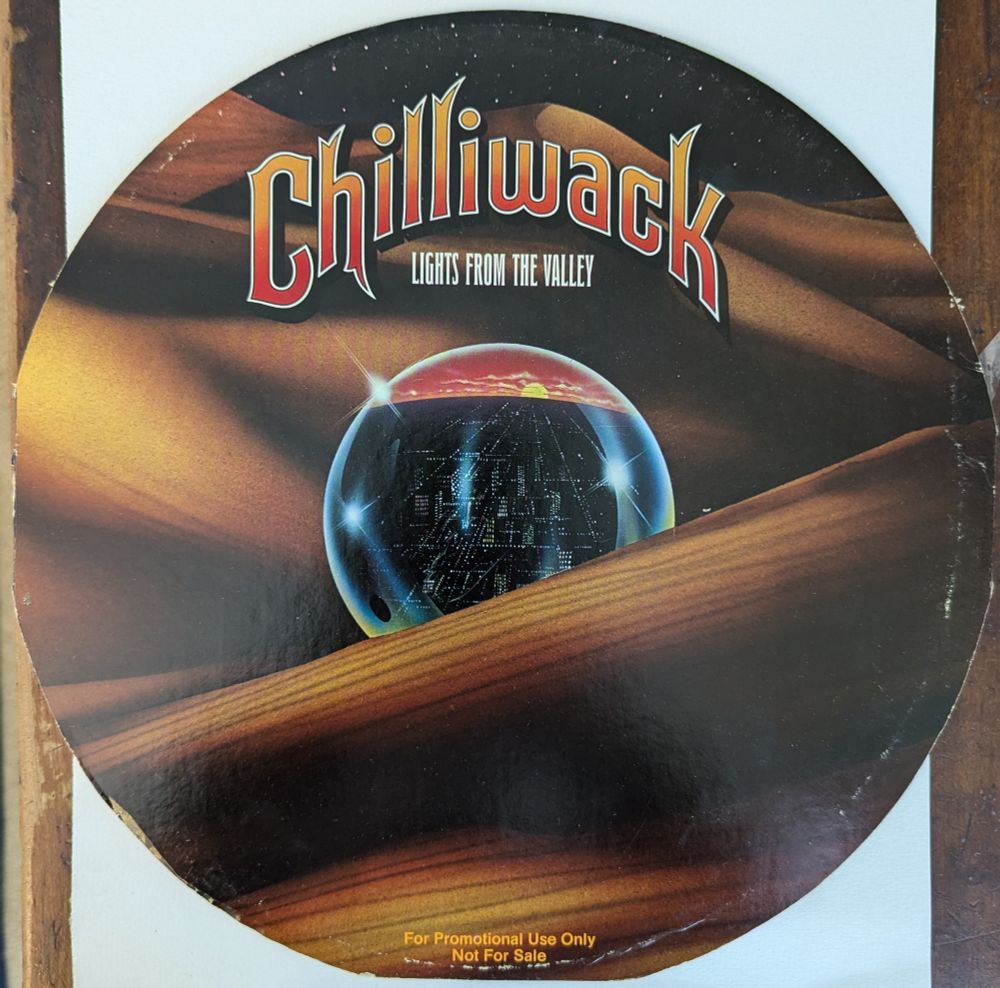 Chilliwack
LIGHTS FROM THE VALLEY
For Promotional Use Only
Not For Sale